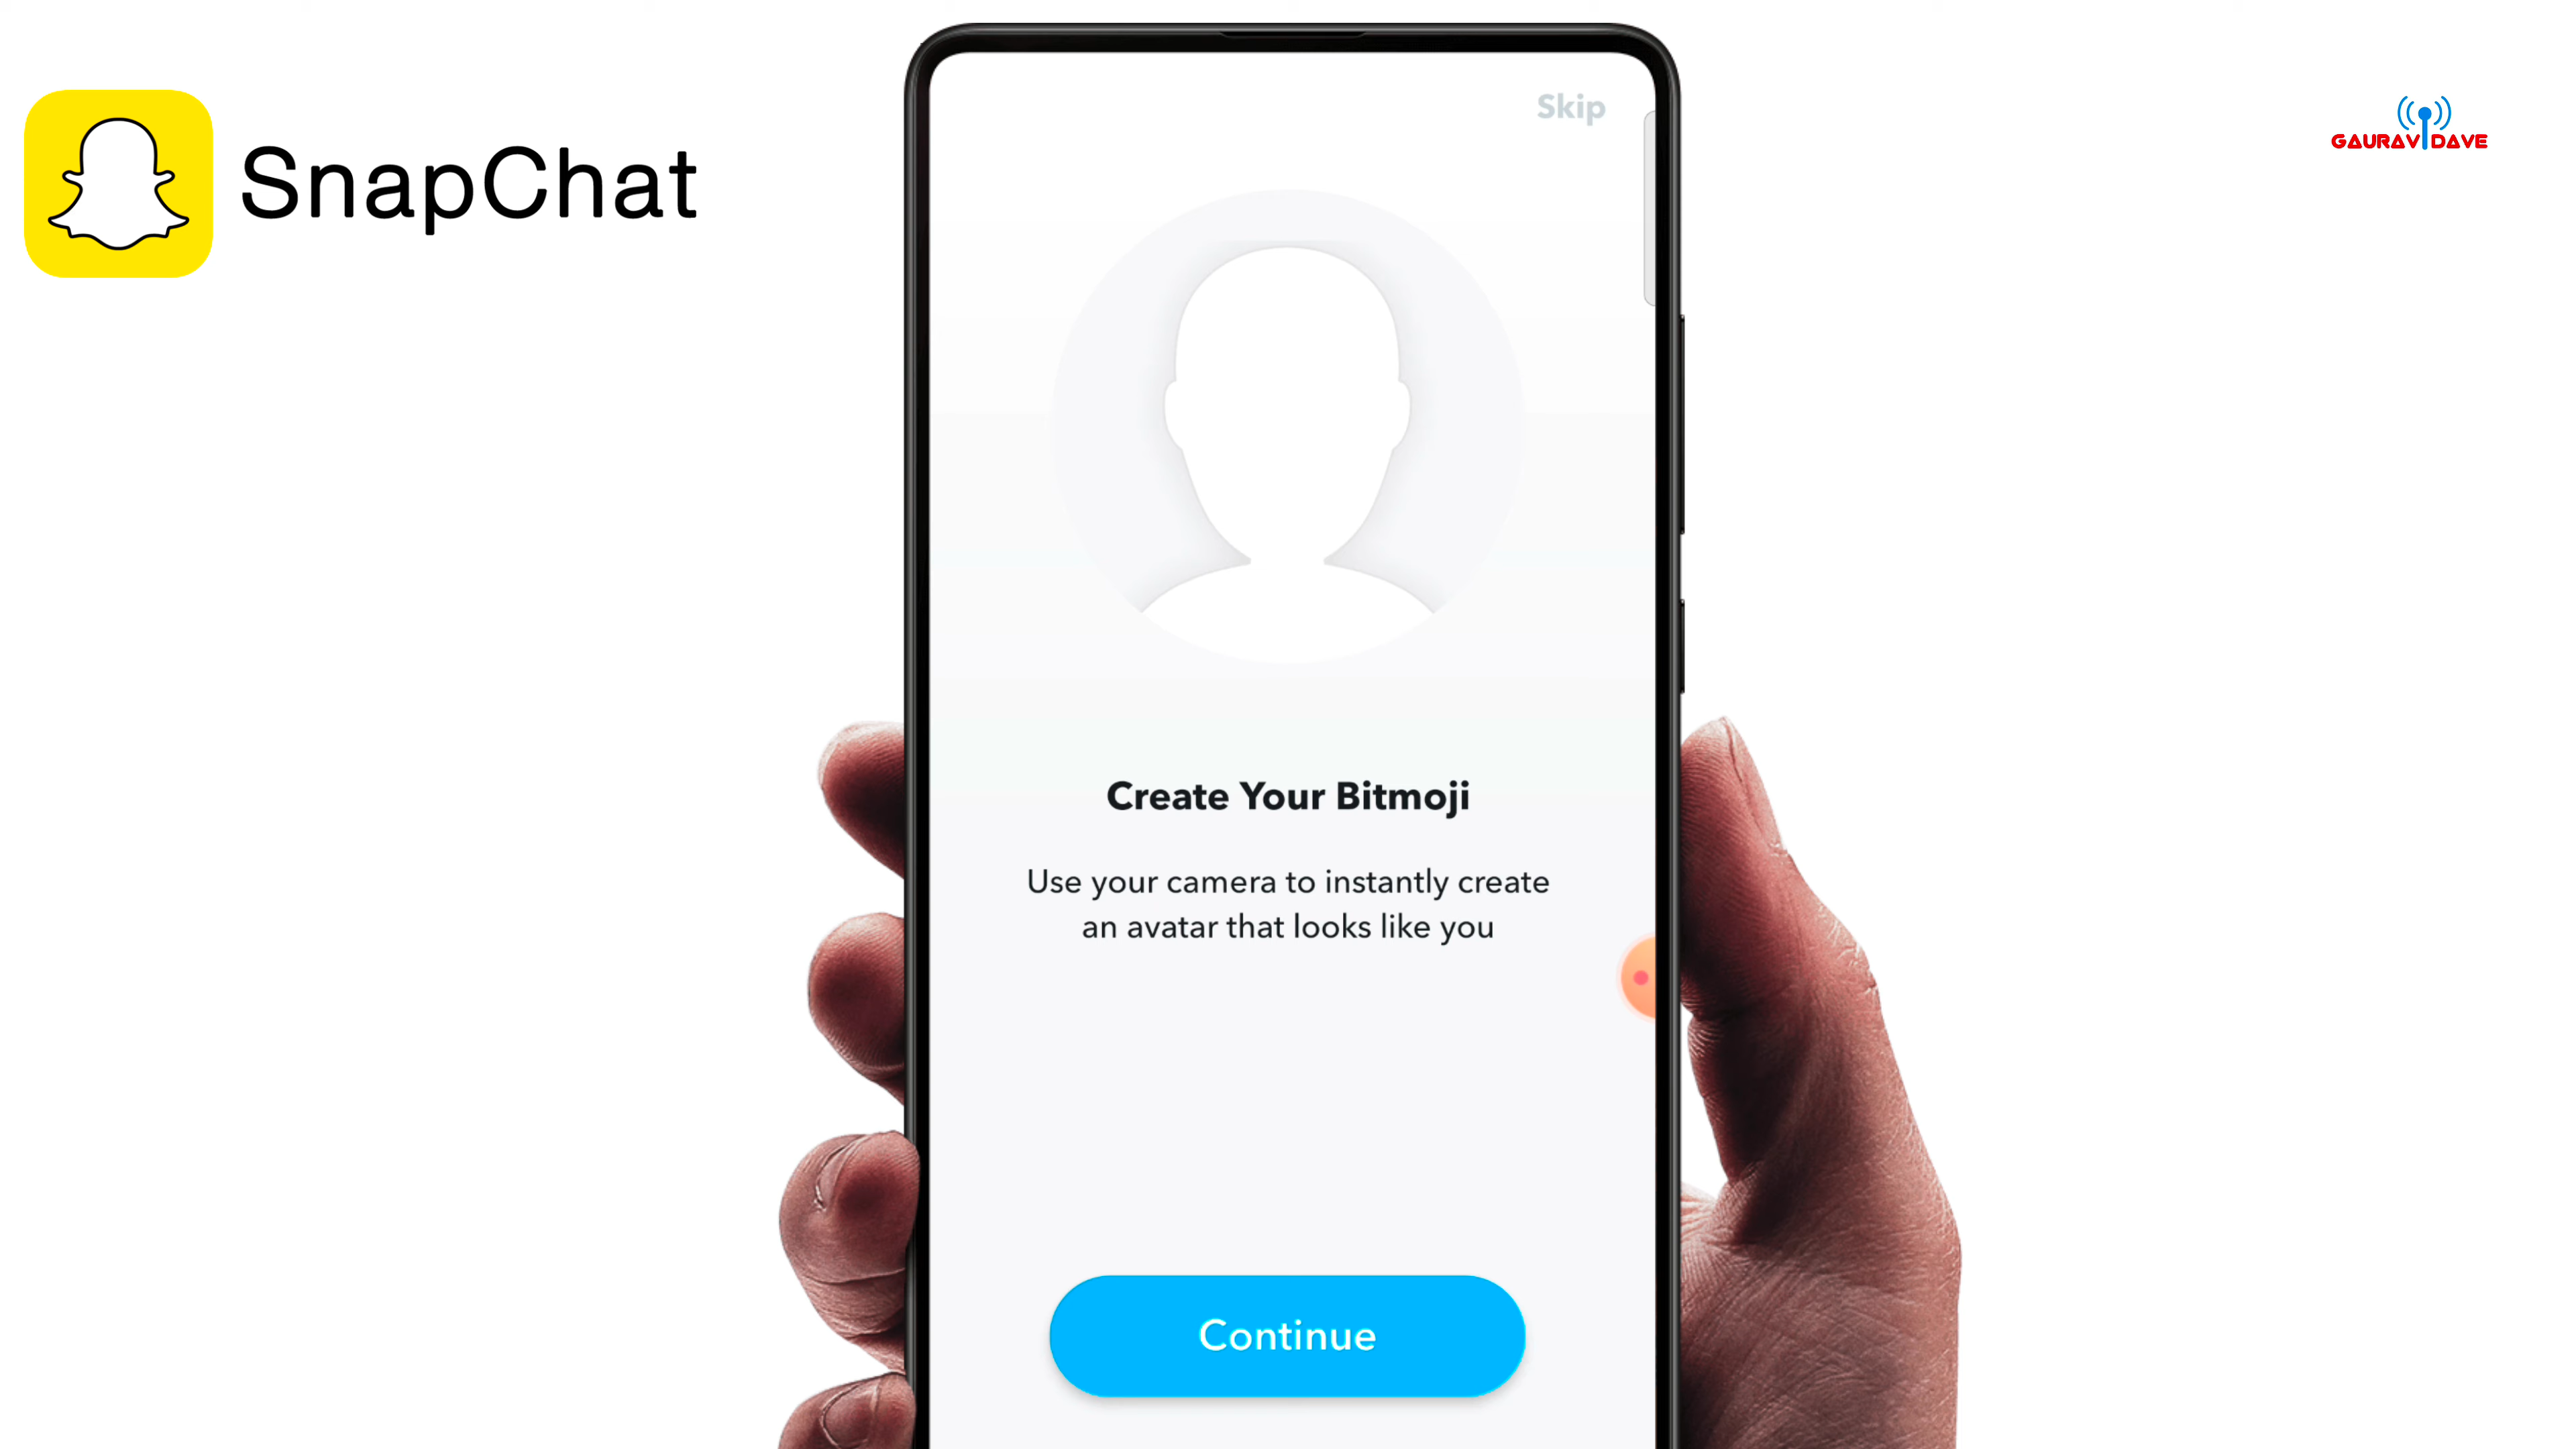 SnapChat
GAURAV DAVE
Skip
Create Your Bitmoji
Use your camera to instantly create
an avatar that looks like you
Continue